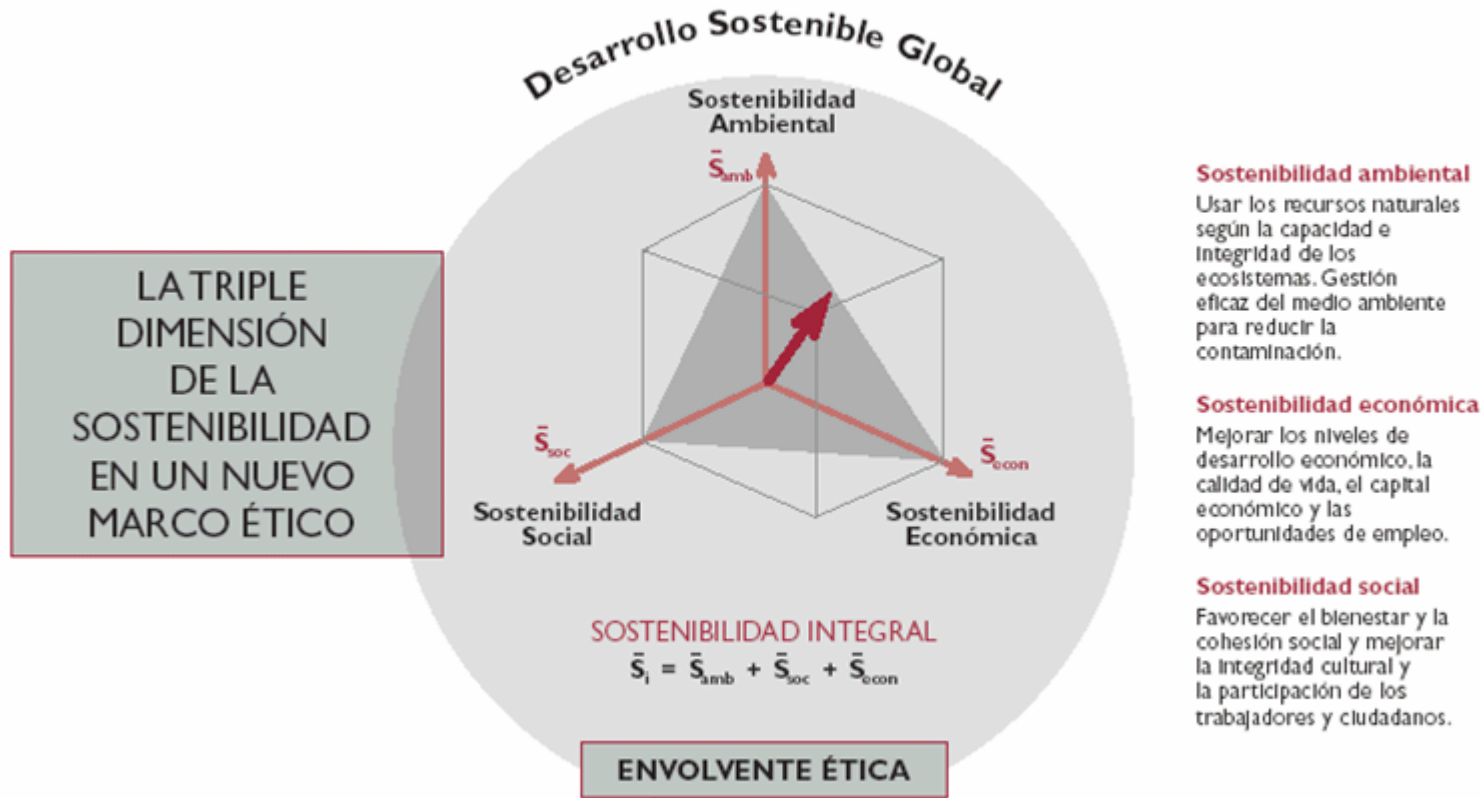 Desarrollo Sostenible Global
Sostenibilidad
Ambiental
S̄amb
LA TRIPLE
DIMENSIÓN
DE LA
SOSTENIBILIDAD
EN UN NUEVO
MARCO ÉTICO
S̄soc
Sostenibilidad
Social
S̄econ
Sostenibilidad
Económica
SOSTENIBILIDAD INTEGRAL
S̄i = S̄amb + S̄soc + S̄econ
ENVOLVENTE ÉTICA
Sostenibilidad ambiental
Usar los recursos naturales
según la capacidad e
integridad de los
ecosistemas. Gestión
eficaz del medio ambiente
para reducir la
contaminación.
Sostenibilidad económica
Mejorar los niveles de
desarrollo económico, la
calidad de vida, el capital
económico y las
oportunidades de empleo.
Sostenibilidad social
Favorecer el bienestar y la
cohesión social y mejorar
la integridad cultural y
la participación de los
trabajadores y ciudadanos.